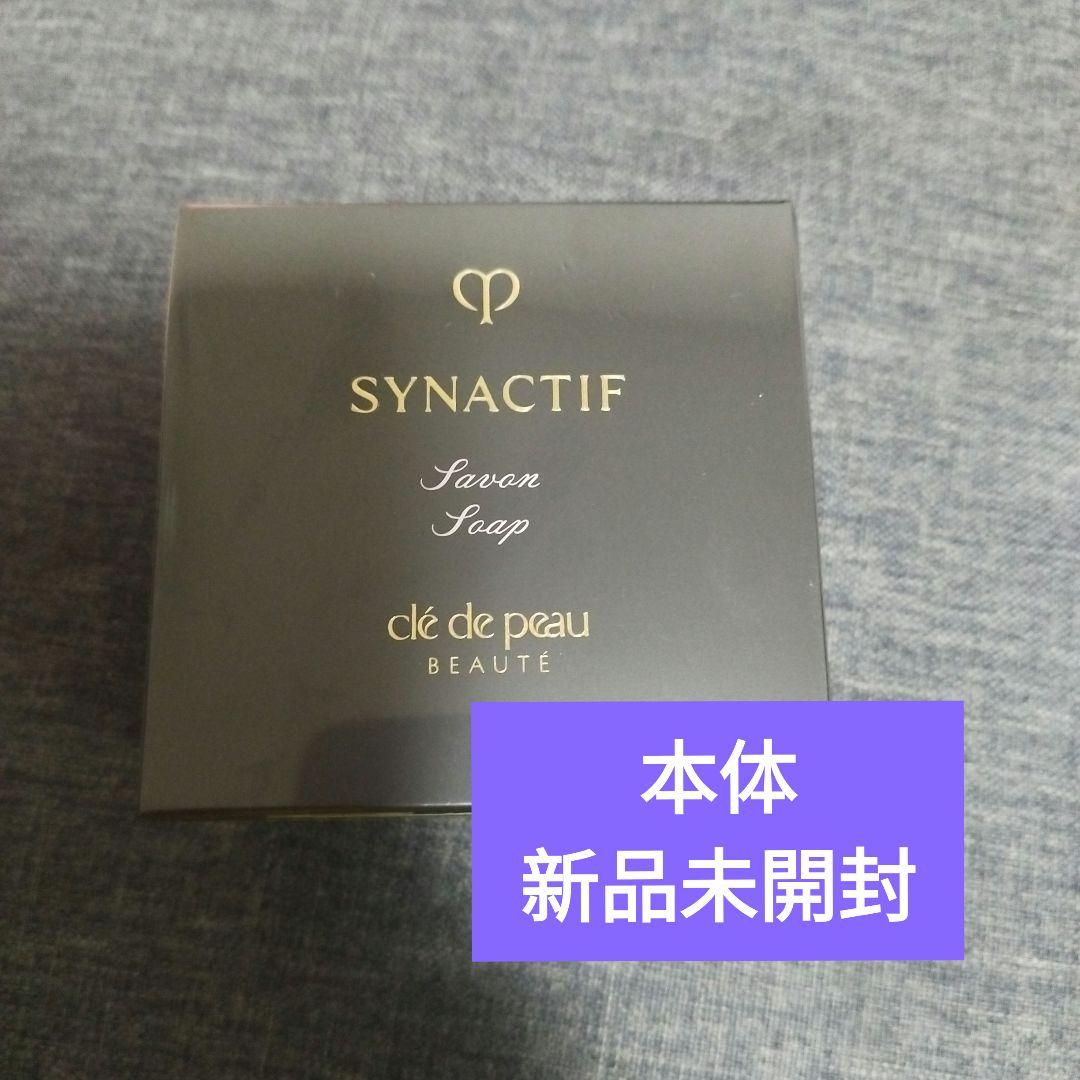 SYNACTIF
Savon
Soap
clé de peau
BEAUTÉ
本体
新品未開封